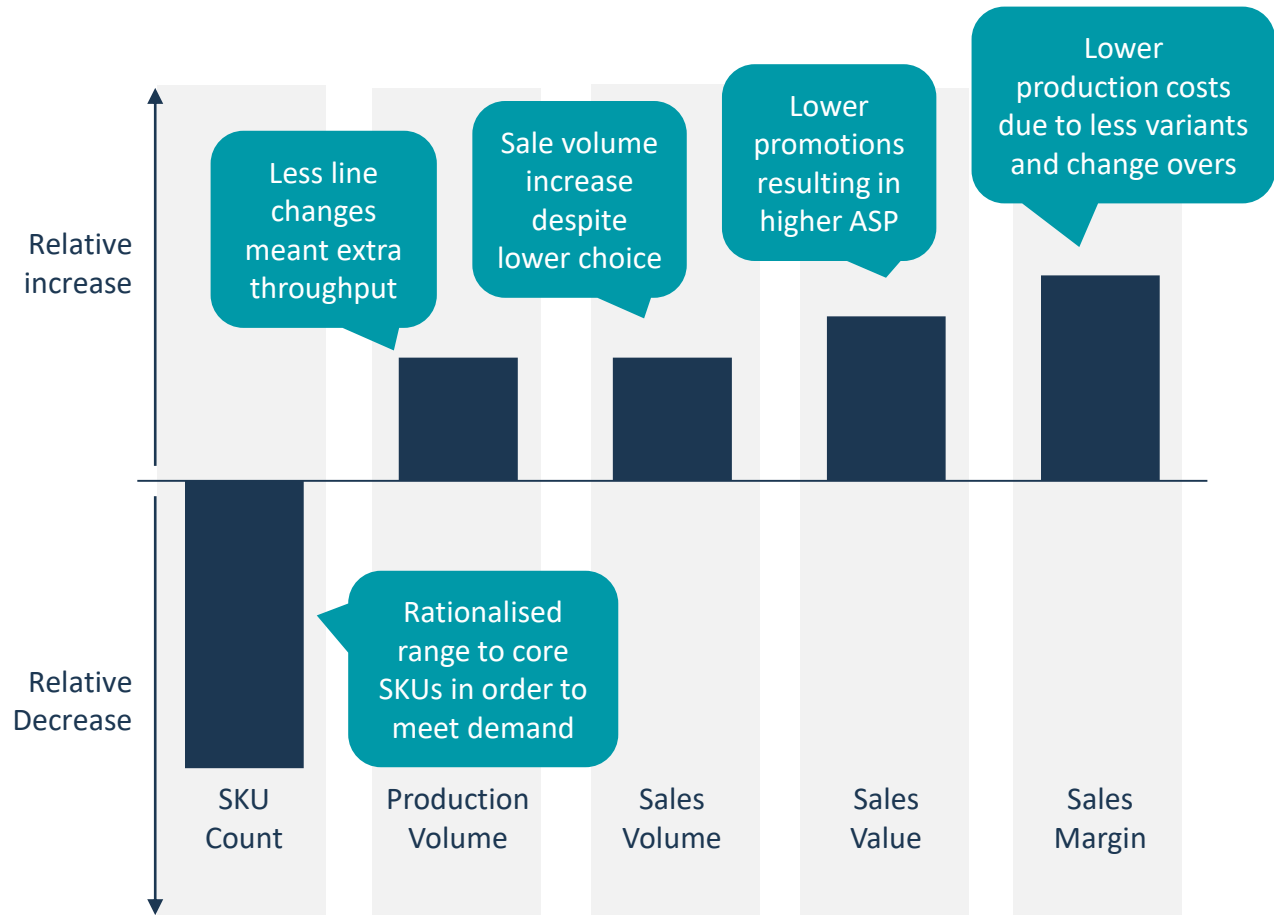 Relative
increase
Less line
changes
meant extra
throughput
Sale volume
increase
despite
lower choice
Lower
promotions
resulting in
higher ASP
Lower
production costs
due to less variants
and change overs
Relative
Decrease
Rationalised
range to core
SKUs in order to
meet demand
SKU
Count
Production
Volume
Sales
Volume
Sales
Value
Sales
Margin